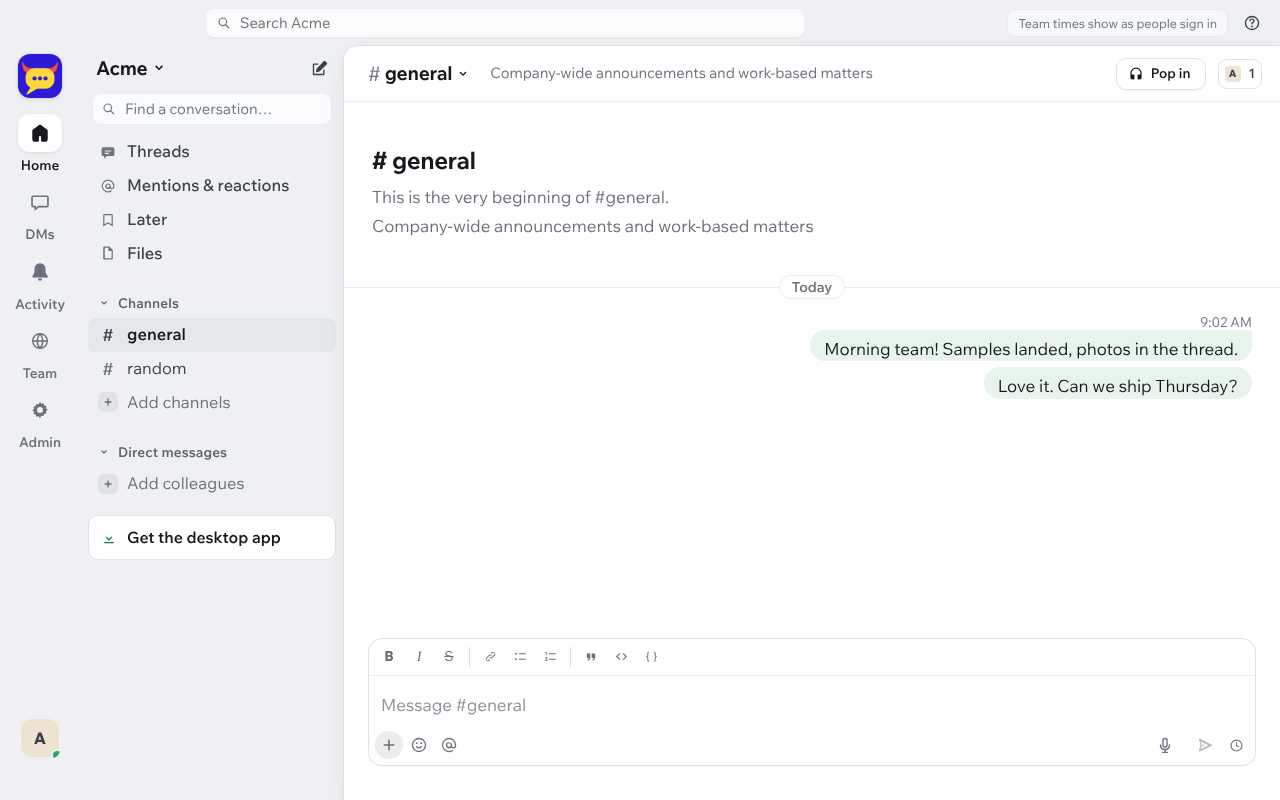 Search Acme
Team times show as people sign in
Acme
Find a conversation…
Home
DMs
Activity
Team
Admin
A
Threads
Mentions & reactions
Later
Files
Channels
# general
# random
+ Add channels
Direct messages
+ Add colleagues
Get the desktop app
# general
Company-wide announcements and work-based matters
Pop in
A 1
# general
This is the very beginning of #general.
Company-wide announcements and work-based matters
Today
9:02 AM
Morning team! Samples landed, photos in the thread.
Love it. Can we ship Thursday?
B I S
Message #general